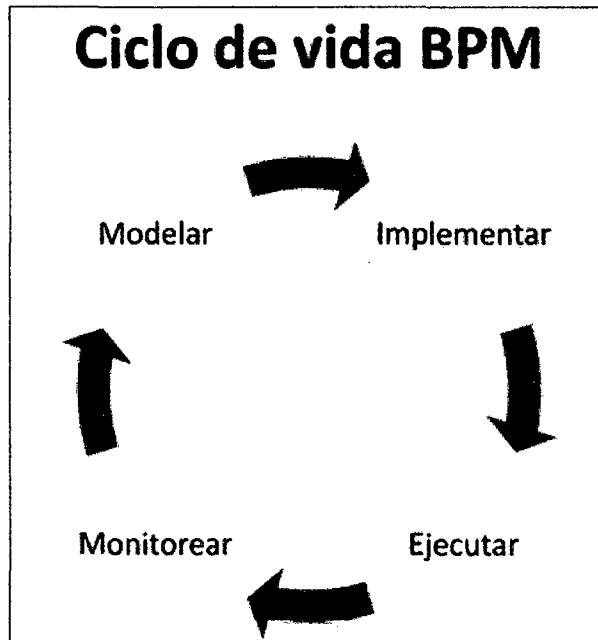 Ciclo de vida BPM
Modelar
Implementar
Monitorear
Ejecutar